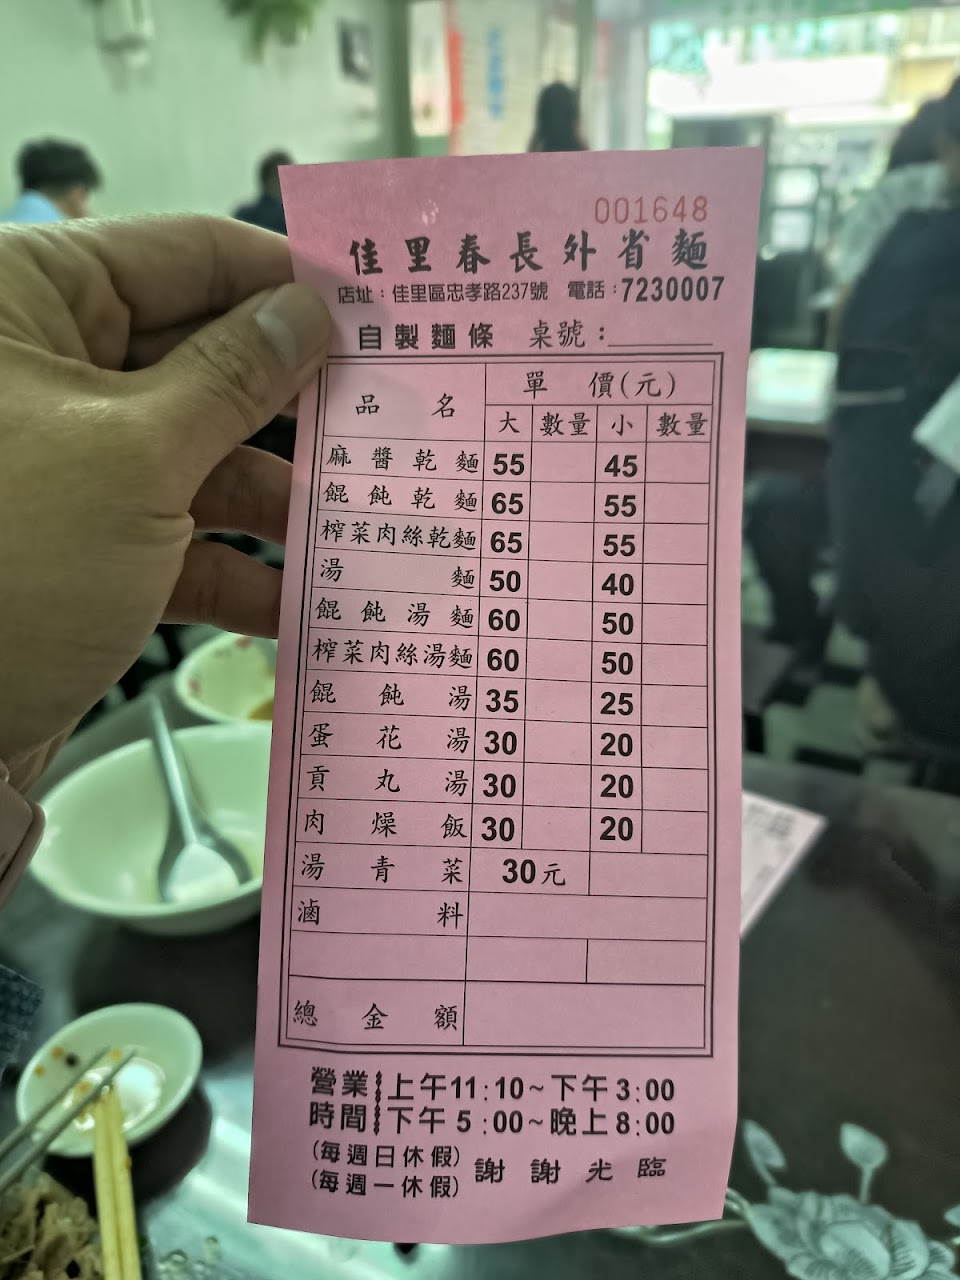 001648
佳里春長外省麵
店址：佳里區忠孝路237號 電話：7230007
自製麵條 桌號：
品名 單價(元)
大 數量 小 數量
麻醬乾麵 55 45
餛飩乾麵 65 55
榨菜肉絲乾麵 65 55
湯麵 50 40
餛飩湯麵 60 50
榨菜肉絲湯麵 60 50
餛飩湯 35 25
蛋花湯 30 20
貢丸湯 30 20
肉燥飯 30 20
湯青菜 30元
滷料
總金額
營業時間 上午11:10~下午3:00
下午5:00~晚上8:00
(每週日休假)
(每週一休假) 謝謝光臨